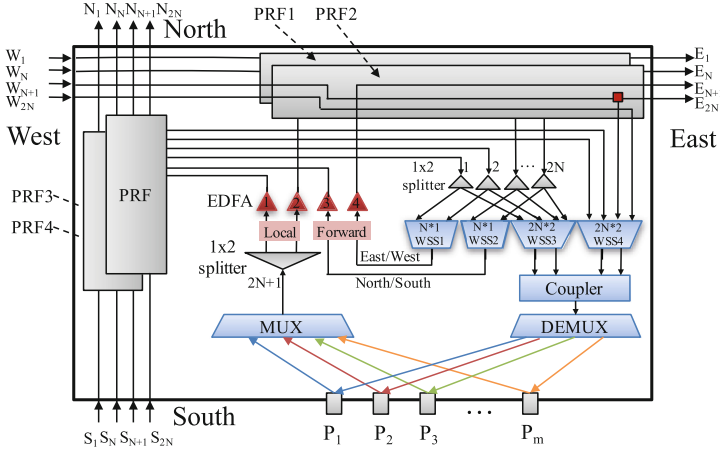 N1 NN NN+1 N2N
North
PRF1
PRF2
W1
WN
WN+1
W2N
E1
EN
EN+
E2N
West
East
PRF
PRF3
PRF4
1x2
splitter
1
2
...
2N
EDFA
1
2
3
4
Local
Forward
N*1
WSS1
N*1
WSS2
2N*2
WSS3
2N*2
WSS4
East/West
1x2
splitter
North/South
2N+1
Coupler
MUX
DEMUX
South
S1 SN SN+1 S2N
P1
P2
P3
...
Pm